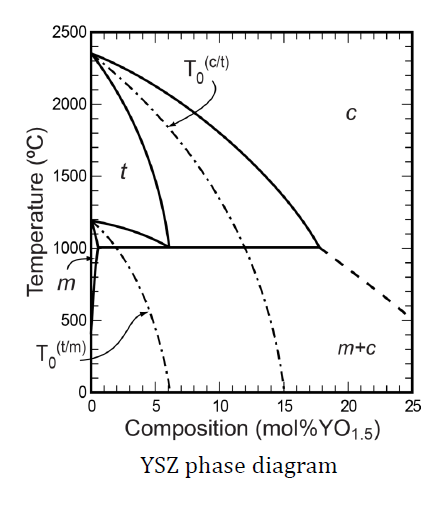 2500
T₀⁽ᶜ/ᵗ⁾
2000
c
1500
t
1000
m
500
T₀⁽ᵗ/ᵐ⁾
m+c
0
0 5 10 15 20 25
Temperature (ºC)
Composition (mol%YO₁.₅)
YSZ phase diagram